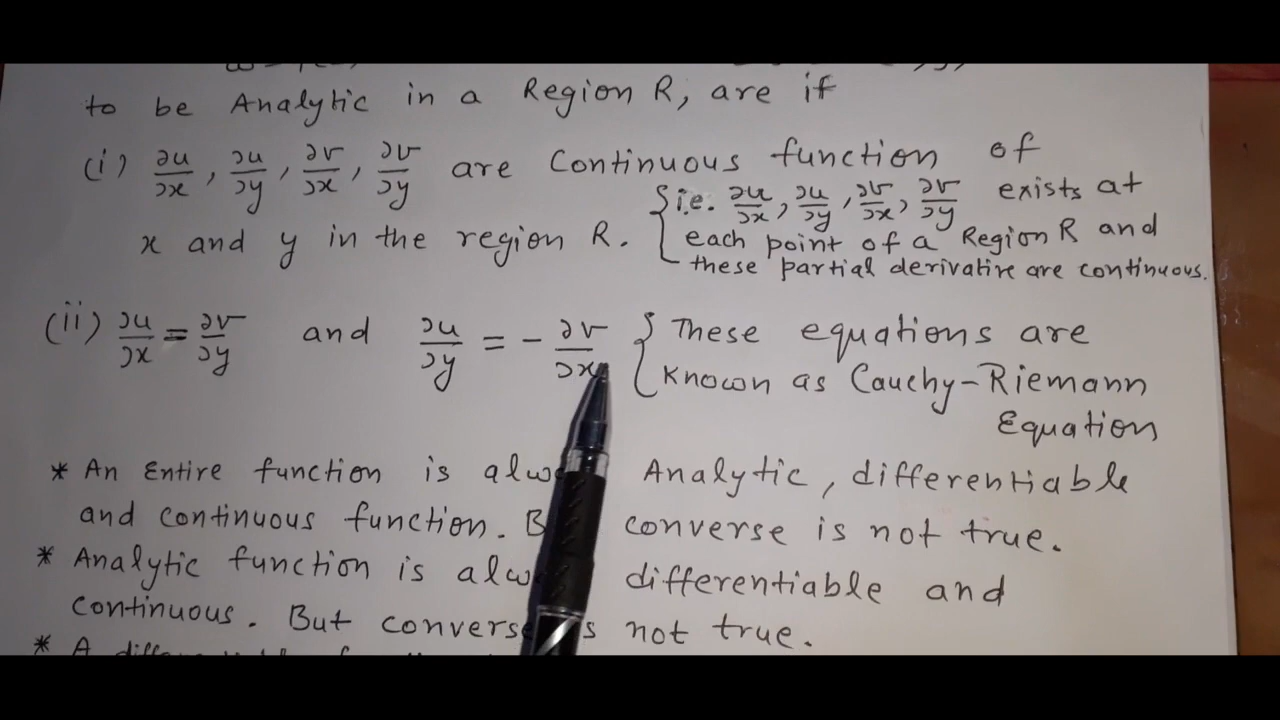 to be Analytic in a Region R, are if
(i) ∂u/∂x, ∂u/∂y, ∂v/∂x, ∂v/∂y are Continuous function of
x and y in the region R. {i.e. ∂u/∂x, ∂u/∂y, ∂v/∂x, ∂v/∂y exists at
each point of a Region R and
these partial derivative are continuous.
(ii) ∂u/∂x = ∂v/∂y and ∂u/∂y = - ∂v/∂x { These equations are
Known as Cauchy-Riemann
Equation
* An Entire function is Analytic, differentiable
and continuous function. converse is not true.
* Analytic function is differentiable and
continuous. But converse is not true.
* A